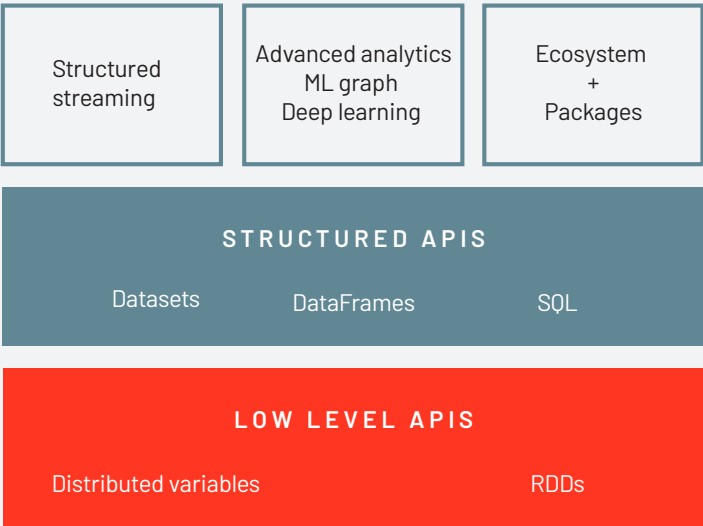 Structured
streaming
Advanced analytics
ML graph
Deep learning
Ecosystem
+
Packages
STRUCTURED APIS
Datasets
DataFrames
SQL
LOW LEVEL APIS
Distributed variables
RDDs